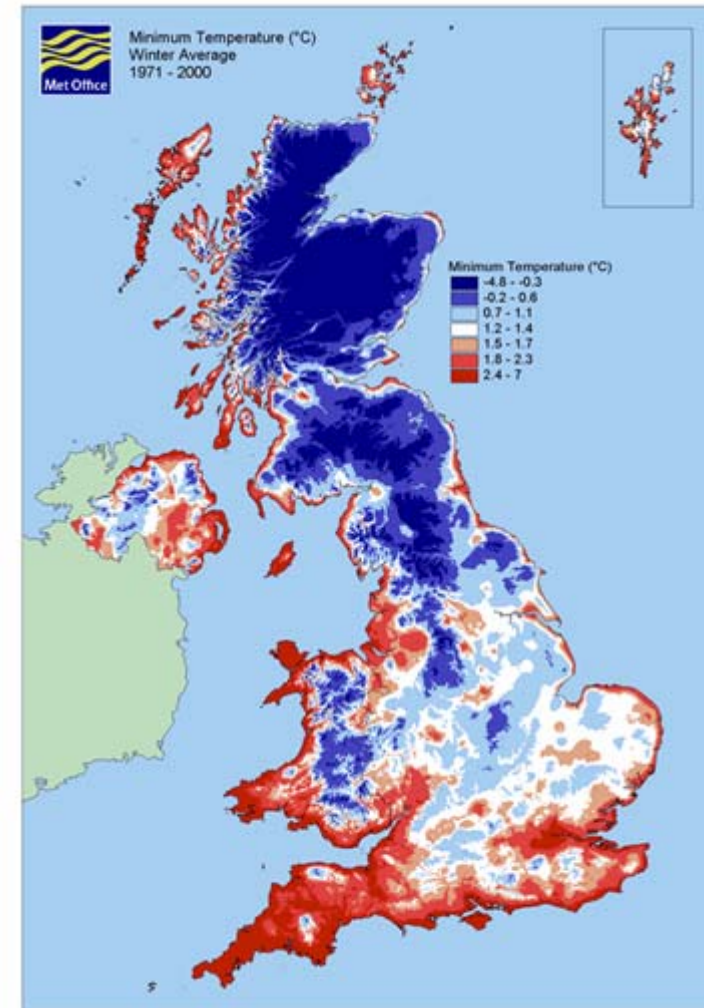 Met Office
Minimum Temperature (°C)
Winter Average
1971 - 2000
Minimum Temperature (°C)
-4.8 - -0.3
-0.2 - 0.6
0.7 - 1.1
1.2 - 1.4
1.5 - 1.7
1.8 - 2.3
2.4 - 7